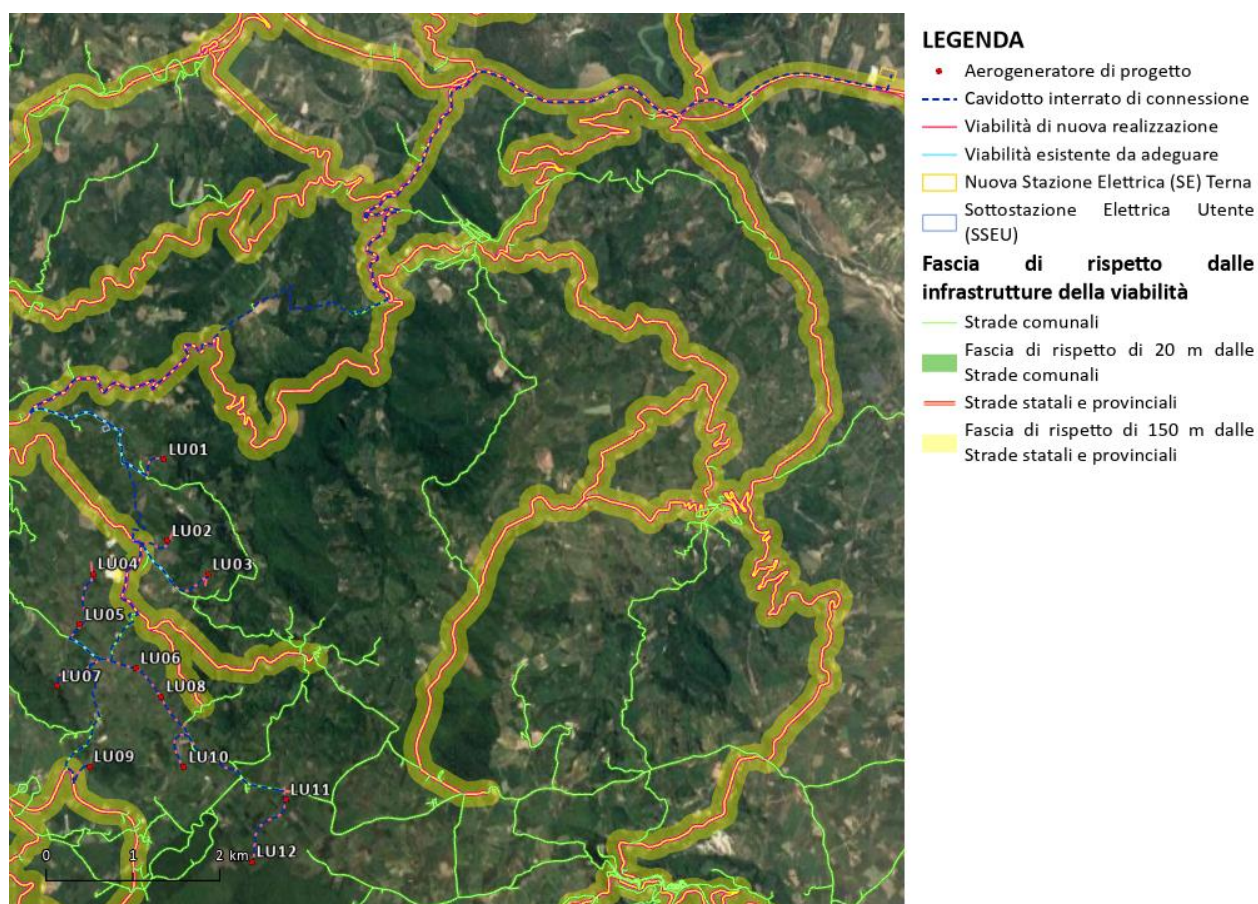 LEGENDA
Aerogeneratore di progetto
Cavidotto interrato di connessione
Viabilità di nuova realizzazione
Viabilità esistente da adeguare
Nuova Stazione Elettrica (SE) Terna
Sottostazione Elettrica Utente
(SSEU)
Fascia di rispetto dalle
infrastrutture della viabilità
Strade comunali
Fascia di rispetto di 20 m dalle
Strade comunali
Strade statali e provinciali
Fascia di rispetto di 150 m dalle
Strade statali e provinciali
LU01
LU02
LU04
LU03
LU05
LU06
LU07
LU08
LU09
LU10
LU11
LU12
0 1 2 km